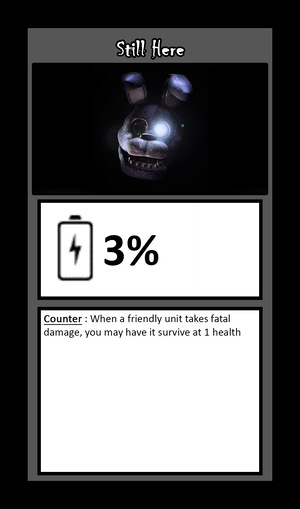 Still Here
3%
Counter : When a friendly unit takes fatal
damage, you may have it survive at 1 health